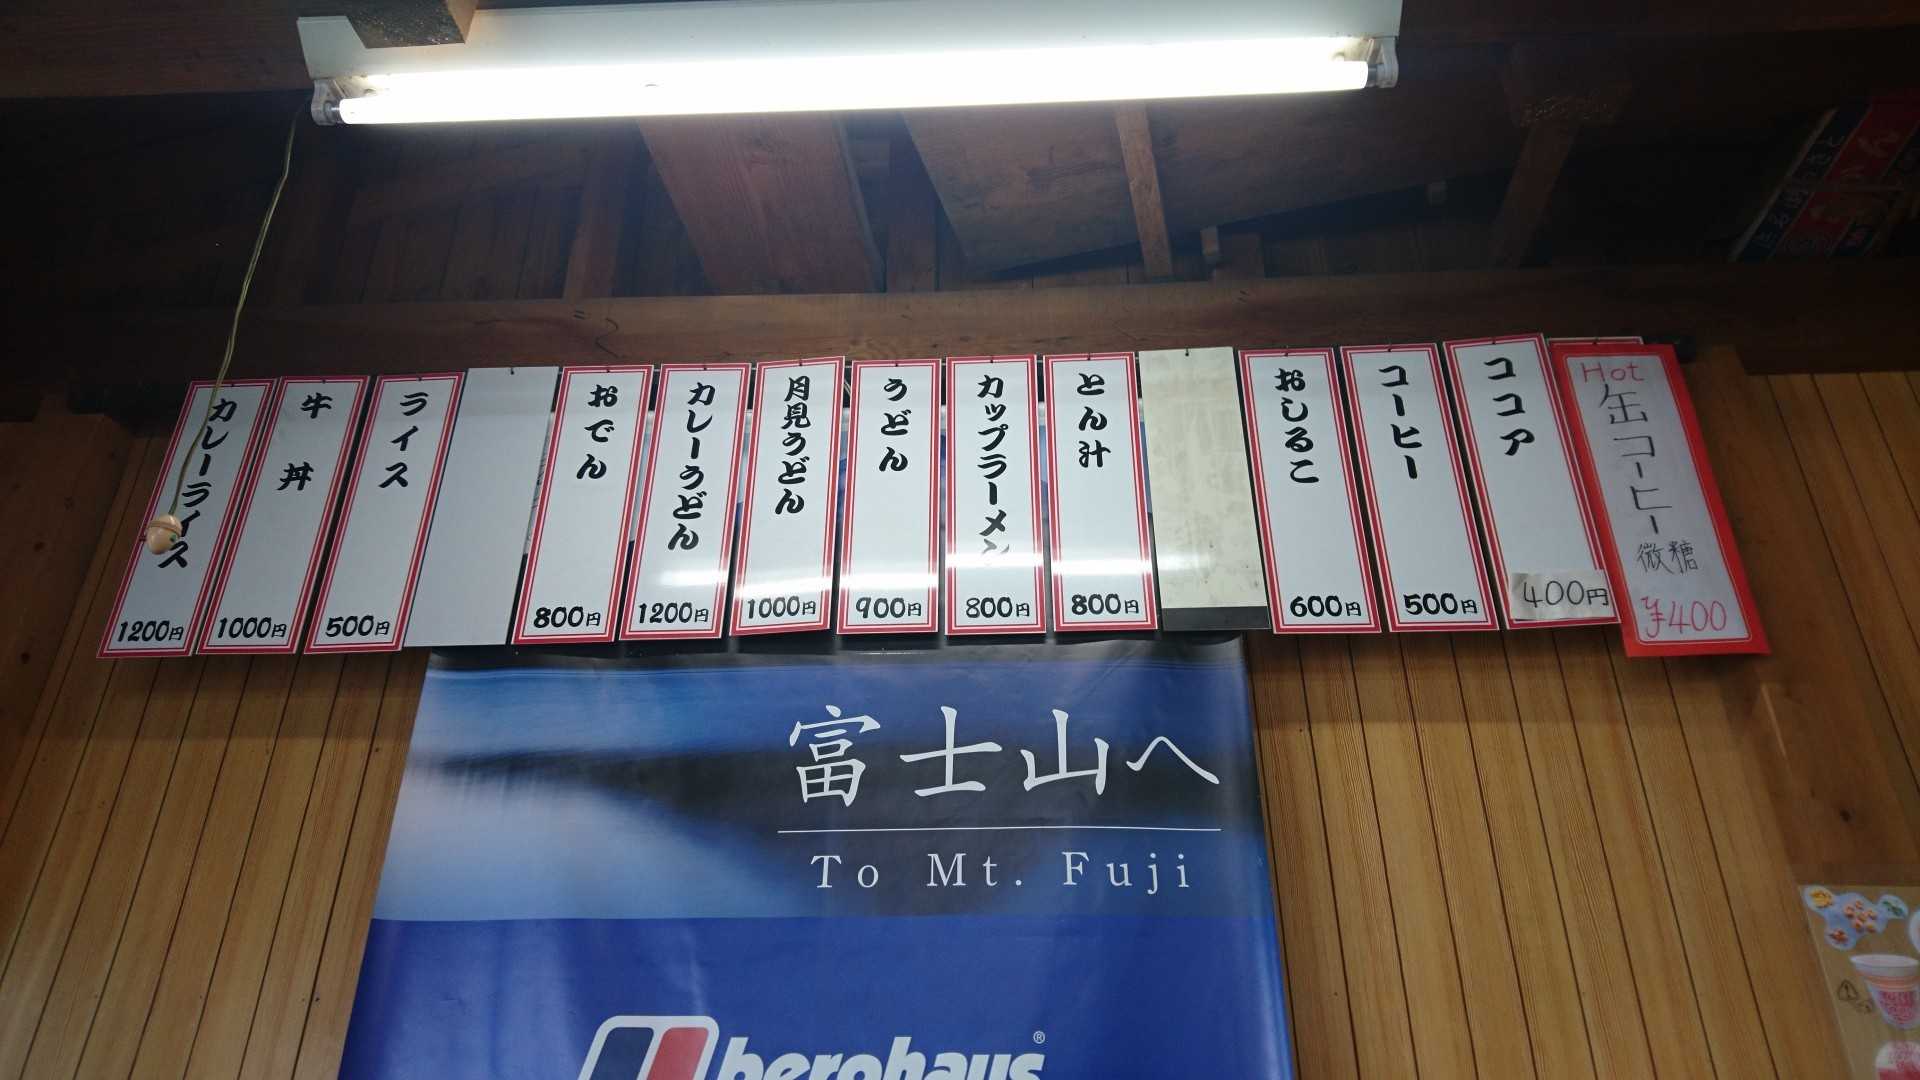 カレーライス
1200円
牛丼
1000円
ライス
500円
おでん
800円
カレーうどん
1200円
月見うどん
1000円
うどん
900円
カップラーメン
800円
とん汁
800円
おしるこ
600円
コーヒー
500円
ココア
400円
Hot
缶コーヒー
微糖
¥400
富士山へ
To Mt. Fuji
berghaus®